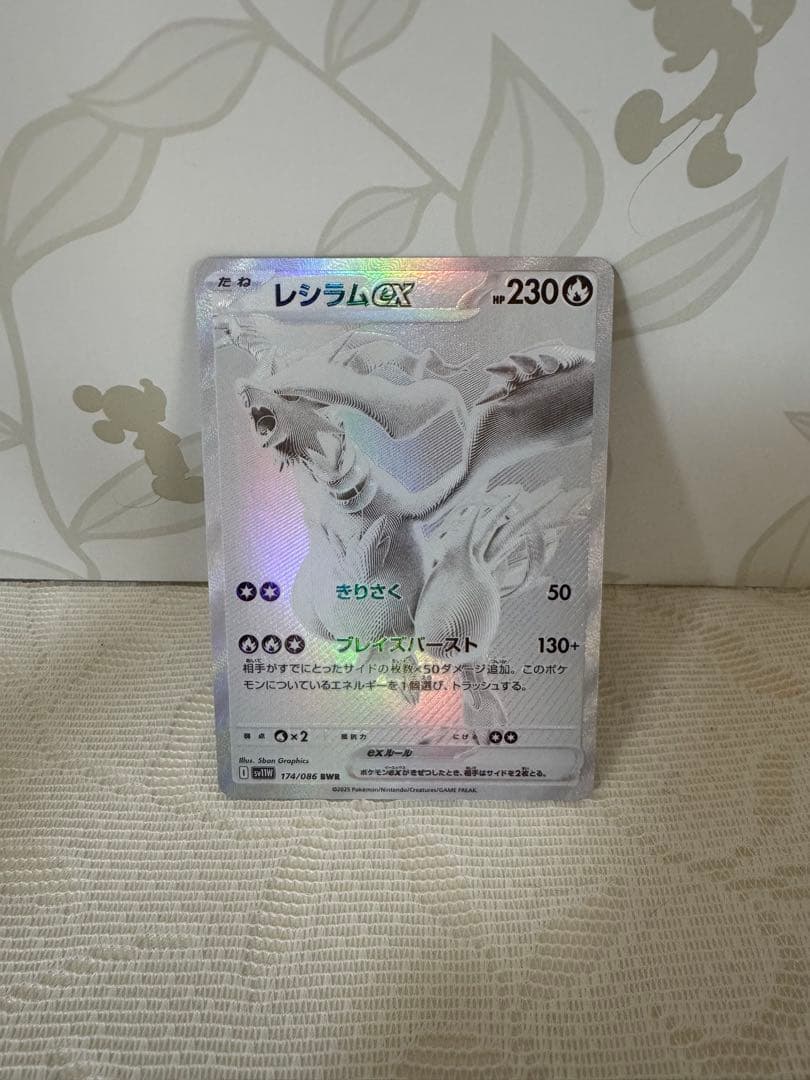 たね レシラムex HP 230
きりさく 50
ブレイズバースト 130+
相手がすでにとったサイドの枚数×50ダメージ追加。このポケ
モンについているエネルギーを1個選び、トラッシュする。
弱点 ×2 抵抗力 にげる
exルール
ポケモンexがきぜつしたとき、相手はサイドを2枚とる。
Illus. 5ban Graphics
I sv11W 174/086 BWR
©2025 Pokémon/Nintendo/Creatures/GAME FREAK.